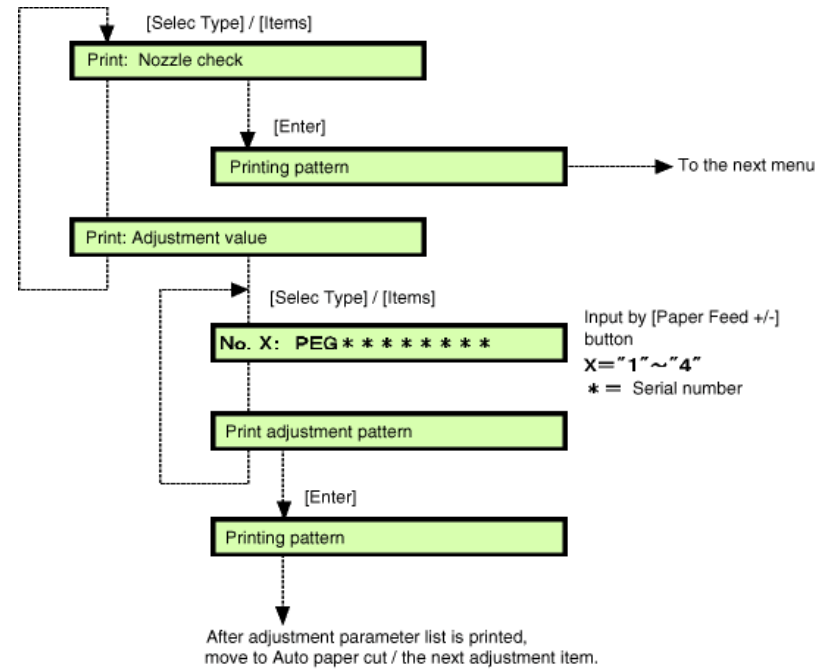 [Selec Type] / [Items]
Print: Nozzle check
[Enter]
Printing pattern
To the next menu
Print: Adjustment value
[Selec Type] / [Items]
No. X: PEG********
Input by [Paper Feed +/-]
button
X="1"~"4"
* = Serial number
Print adjustment pattern
[Enter]
Printing pattern
After adjustment parameter list is printed,
move to Auto paper cut / the next adjustment item.